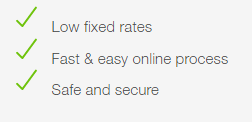 Low fixed rates
Fast & easy online process
Safe and secure